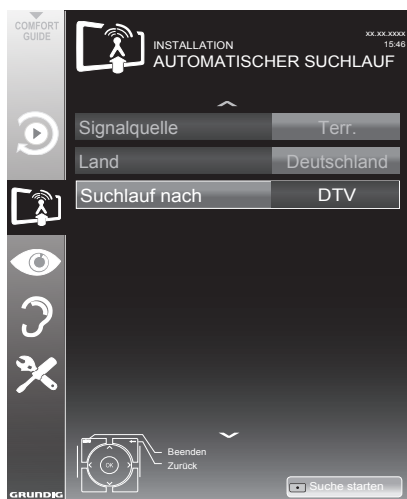 COMFORT
GUIDE
INSTALLATION
AUTOMATISCHER SUCHLAUF
xx.xx.xxxx
15:46
Signalquelle Terr.
Land Deutschland
Suchlauf nach DTV
OK
Beenden
Zurück
Suche starten
GRUNDIG